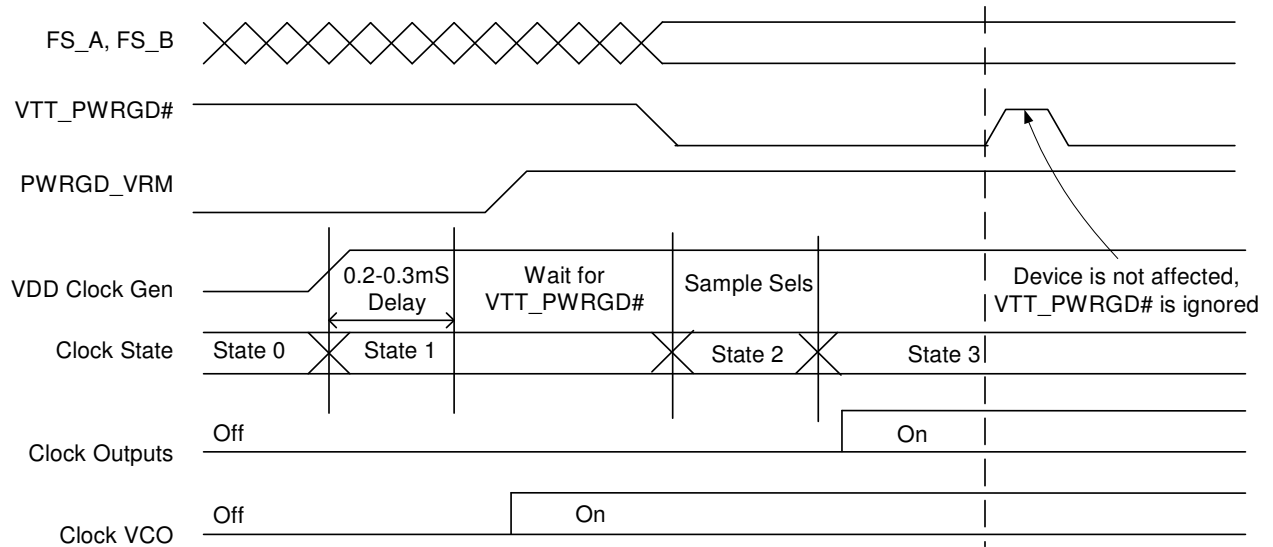 FS_A, FS_B
VTT_PWRGD#
PWRGD_VRM
VDD Clock Gen
0.2-0.3mS
Delay
Wait for
VTT_PWRGD#
Sample Sels
Device is not affected,
VTT_PWRGD# is ignored
Clock State
State 0
State 1
State 2
State 3
Clock Outputs
Off
On
Clock VCO
Off
On